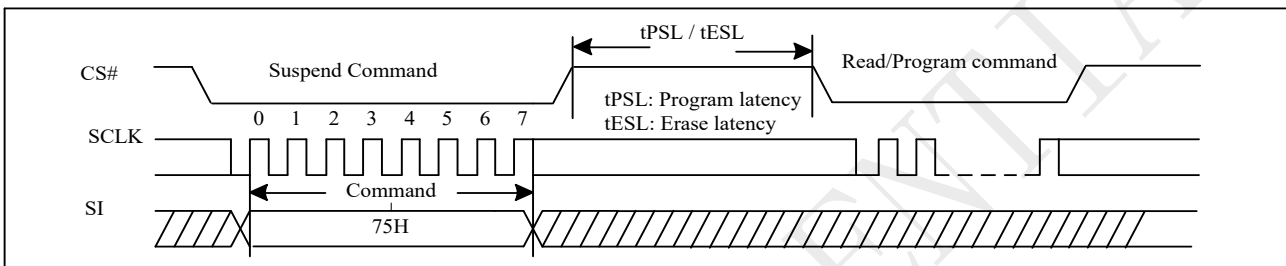 tPSL / tESL
CS#
Suspend Command
Read/Program command
tPSL: Program latency
tESL: Erase latency
0 1 2 3 4 5 6 7
SCLK
Command
SI
75H